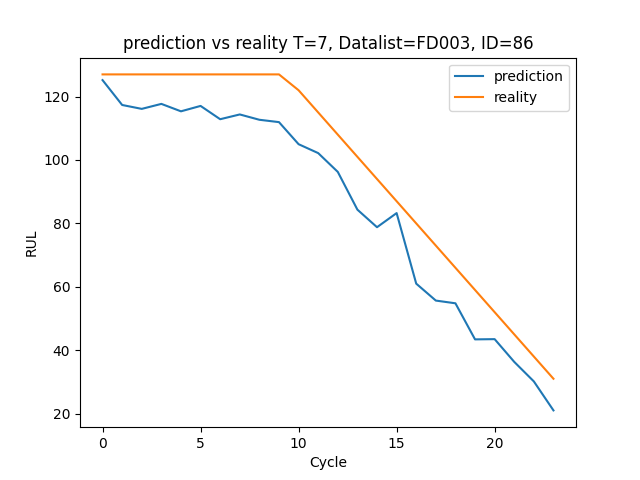 prediction vs reality T=7, Datalist=FD003, ID=86
prediction
reality
RUL
120
100
80
60
40
20
0 5 10 15 20
Cycle